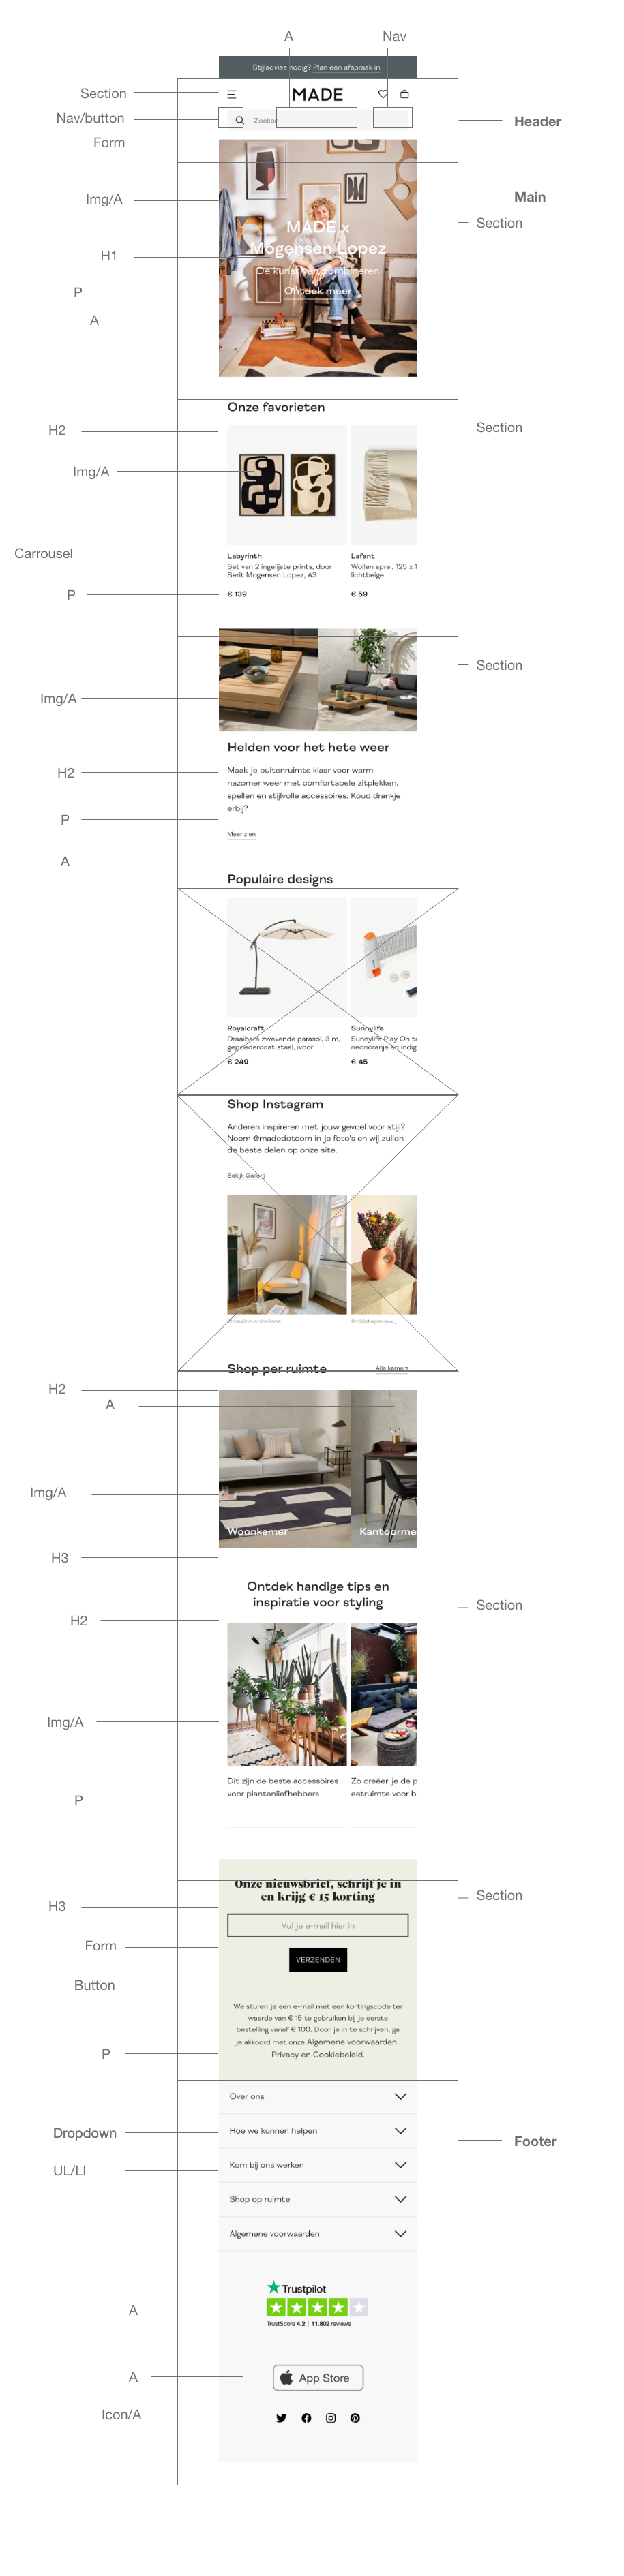 A
Nav
Stijladvies nodig? Plan een afspraak in
Section
MADE
Nav/button
Zoeken
Header
Form
Img/A
Main
Section
MADE x
Mogensen Lopez
H1
De kunst van combineren
P
Ontdek meer
A
Onze favorieten
H2
Section
Img/A
Carrousel
Labyrinth
Set van 2 ingelijste prints, door
Berit Mogensen Lopez, A3
€ 139
Lafant
Wollen sprei, 125 x 1
lichtbeige
€ 59
P
Section
Img/A
Helden voor het hete weer
H2
Maak je buitenruimte klaar voor warm
nazomer weer met comfortabele zitplekken.
spellen en stijlvolle accessoires. Koud drankje
erbij?
P
Meer zien
A
Populaire designs
Royalcraft
Draaibare zwevende parasol, 3 m,
gepoedercoat staal, ivoor
€ 249
Sunnylife
Sunnylife Play On ta
neonoranje en indig
€ 45
Shop Instagram
Anderen inspireren met jouw gevoel voor stijl?
Noem @madedotcom in je foto's en wij zullen
de beste delen op onze site.
Bekijk Gallerij
@pauline.schellens
Shop per ruimte
Alle kamers
H2
A
Img/A
Woonkamer
Kantoorme
H3
Ontdek handige tips en
inspiratie voor styling
Section
H2
Img/A
Dit zijn de beste accessoires
voor plantenliefhebbers
Zo creëer je de p
eetruimte voor b
P
Onze nieuwsbrief, schrijf je in
en krijg € 15 korting
Section
H3
Vul je e-mail hier in
Form
VERZENDEN
Button
We sturen je een e-mail met een kortingscode ter
waarde van € 15 te gebruiken bij je eerste
bestelling vanaf € 100. Door je in te schrijven, ga
je akkoord met onze Algemene voorwaarden ,
Privacy en Cookiebeleid.
P
Over ons
Dropdown
Hoe we kunnen helpen
Footer
Kom bij ons werken
UL/LI
Shop op ruimte
Algemene voorwaarden
Trustpilot
A
TrustScore 4.2 | 11.802 reviews
A
App Store
Icon/A